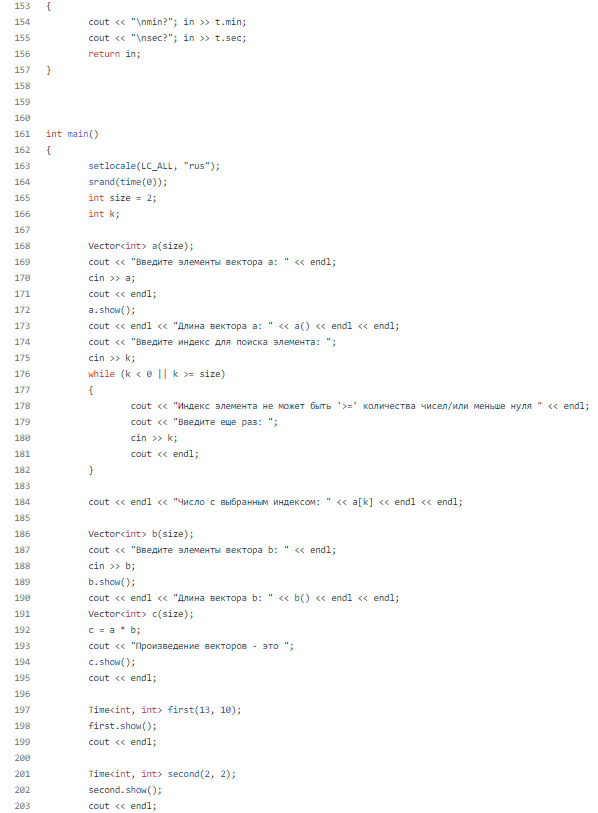 153 {
154 cout << "\nmin?"; in >> t.min;
155 cout << "\nsec?"; in >> t.sec;
156 return in;
157 }
158
159
160
161 int main()
162 {
163 setlocale(LC_ALL, "rus");
164 srand(time(0));
165 int size = 2;
166 int k;
167
168 Vector<int> a(size);
169 cout << "Введите элементы вектора a: " << endl;
170 cin >> a;
171 cout << endl;
172 a.show();
173 cout << endl << "Длина вектора a: " << a() << endl << endl;
174 cout << "Введите индекс для поиска элемента: ";
175 cin >> k;
176 while (k < 0 || k >= size)
177 {
178 cout << "Индекс элемента не может быть '>=' количества чисел/или меньше нуля " << endl;
179 cout << "Введите еще раз: ";
180 cin >> k;
181 cout << endl;
182 }
183
184 cout << endl << "Число с выбранным индексом: " << a[k] << endl << endl;
185
186 Vector<int> b(size);
187 cout << "Введите элементы вектора b: " << endl;
188 cin >> b;
189 b.show();
190 cout << endl << "Длина вектора b: " << b() << endl << endl;
191 Vector<int> c(size);
192 c = a * b;
193 cout << "Произведение векторов - это ";
194 c.show();
195 cout << endl;
196
197 Time<int, int> first(13, 10);
198 first.show();
199 cout << endl;
200
201 Time<int, int> second(2, 2);
202 second.show();
203 cout << endl;